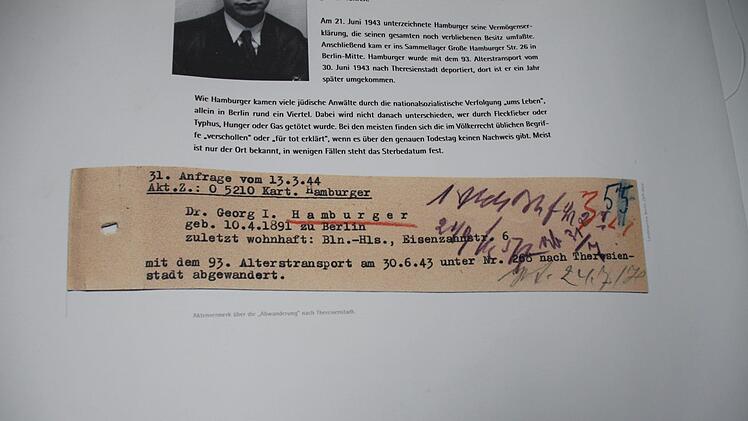 Am 21. Juni 1943 unterzeichnete Hamburger seine Vermögenser-
klärung, die seinen gesamten noch verbliebenen Besitz umfaßte.
Anschließend kam er ins Sammellager Große Hamburger Str. 26 in
Berlin-Mitte. Hamburger wurde mit dem 93. Alterstransport vom
30. Juni 1943 nach Theresienstadt deportiert, dort ist er ein Jahr
später umgekommen.
Wie Hamburger kamen viele jüdische Anwälte durch die nationalsozialistische Verfolgung „ums Leben",
allein in Berlin rund ein Viertel. Dabei wird nicht danach unterschieden, wer durch Fleckfieber oder
Typhus, Hunger oder Gas getötet wurde. Bei den meisten finden sich die im Völkerrecht üblichen Begrif-
fe „verschollen" oder „für tot erklärt", wenn es über den genauen Todestag keinen Nachweis gibt. Meist
ist nur der Ort bekannt, in wenigen Fällen steht das Sterbedatum fest.
31. Anfrage vom 13.3.44
Akt.Z.: O 5210 Kart. Hamburger
Dr. Georg I. Hamburger
geb. 10.4.1891 zu Berlin
zuletzt wohnhaft: Bln.-Hls., Eisenzahnstr. 6
mit dem 93. Alterstransport am 30.6.43 unter Nr. 268 nach Theresien-
stadt abgewandert.
24.7/70
Aktenvermerk über die „Abwanderung" nach Theresienstadt.